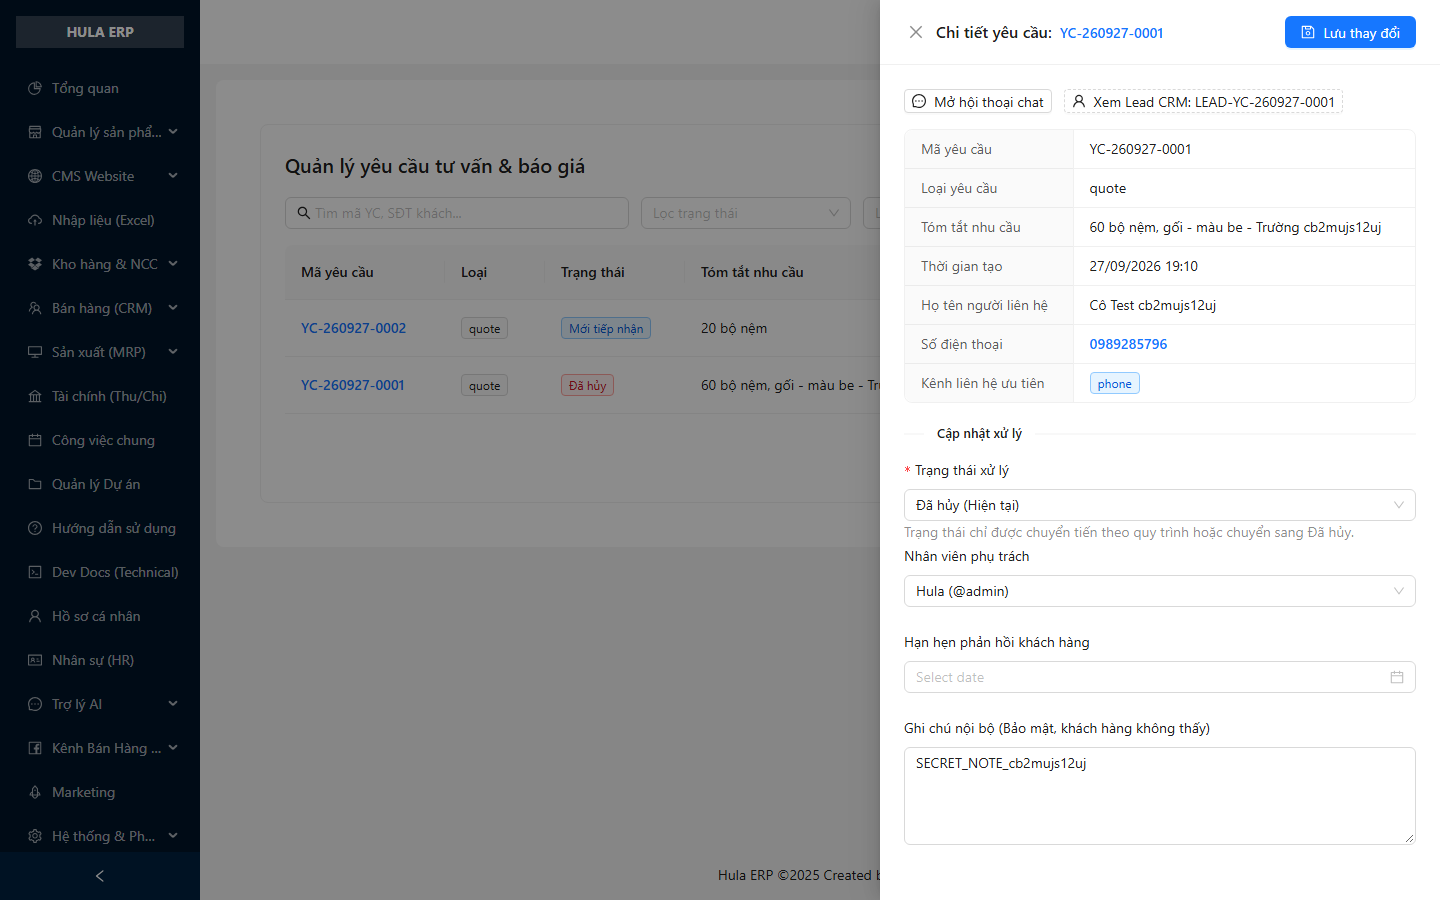 HULA ERP
Tổng quan
Quản lý sản phẩ...
CMS Website
Nhập liệu (Excel)
Kho hàng & NCC
Bán hàng (CRM)
Sản xuất (MRP)
Tài chính (Thu/Chi)
Công việc chung
Quản lý Dự án
Hướng dẫn sử dụng
Dev Docs (Technical)
Hồ sơ cá nhân
Nhân sự (HR)
Trợ lý AI
Kênh Bán Hàng ...
Marketing
Hệ thống & Ph...
Quản lý yêu cầu tư vấn & báo giá
Tìm mã YC, SĐT khách...
Lọc trạng thái
Mã yêu cầu
Loại
Trạng thái
Tóm tắt nhu cầu
YC-260927-0002
quote
Mới tiếp nhận
20 bộ nệm
YC-260927-0001
quote
Đã hủy
60 bộ nệm, gối - màu be - Trư
Hula ERP ©2025 Created
Chi tiết yêu cầu: YC-260927-0001
Lưu thay đổi
Mở hội thoại chat
Xem Lead CRM: LEAD-YC-260927-0001
Mã yêu cầu
YC-260927-0001
Loại yêu cầu
quote
Tóm tắt nhu cầu
60 bộ nệm, gối - màu be - Trường cb2mujs12uj
Thời gian tạo
27/09/2026 19:10
Họ tên người liên hệ
Cô Test cb2mujs12uj
Số điện thoại
0989285796
Kênh liên hệ ưu tiên
phone
Cập nhật xử lý
* Trạng thái xử lý
Đã hủy (Hiện tại)
Trạng thái chỉ được chuyển tiến theo quy trình hoặc chuyển sang Đã hủy.
Nhân viên phụ trách
Hula (@admin)
Hạn hẹn phản hồi khách hàng
Select date
Ghi chú nội bộ (Bảo mật, khách hàng không thấy)
SECRET_NOTE_cb2mujs12uj